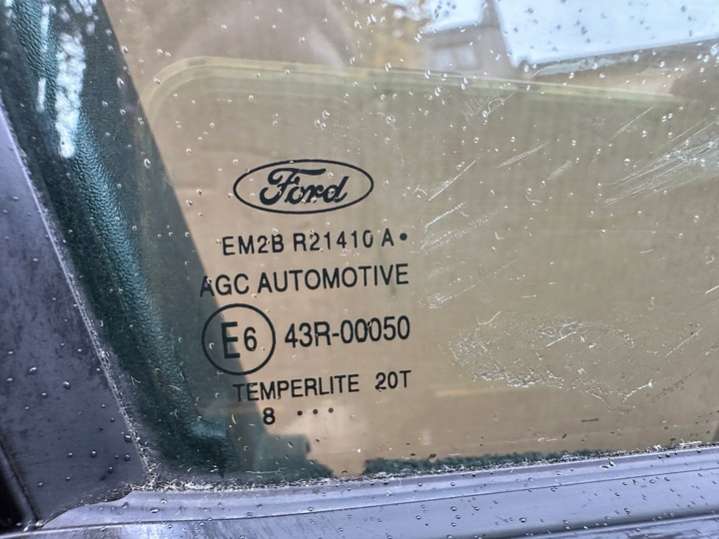 Ford
EM2B R21410 A •
AGC AUTOMOTIVE
E6 43R-00050
TEMPERLITE 20T
8 • • •